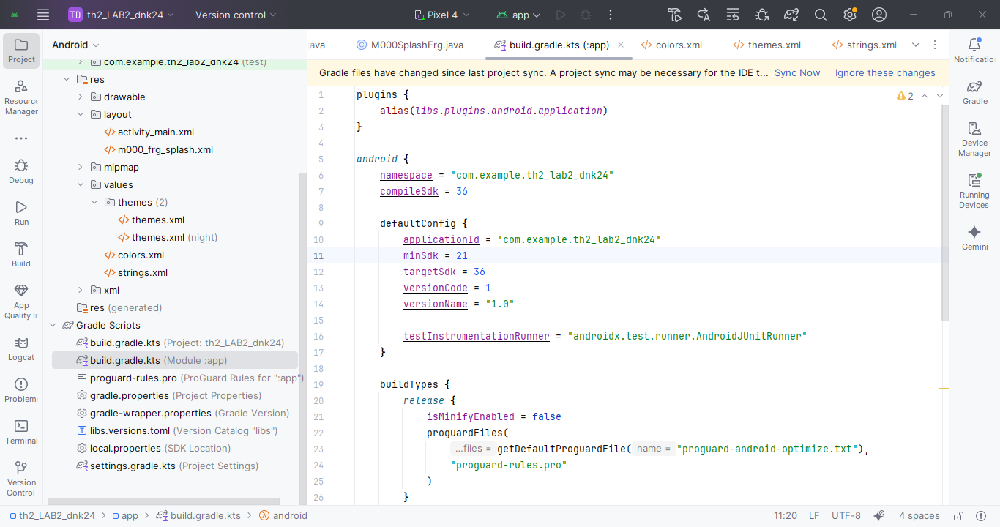 TD th2_LAB2_dnk24 Version control Pixel 4 app
Project
Resource
Manager
Debug
Run
Build
App
Quality In
Logcat
Problem
Terminal
Version
Control
Android
com.example.th2_lab2_dnk24 (test)
res
drawable
layout
activity_main.xml
m000_frg_splash.xml
mipmap
values
themes (2)
themes.xml
themes.xml (night)
colors.xml
strings.xml
xml
res (generated)
Gradle Scripts
build.gradle.kts (Project: th2_LAB2_dnk24)
build.gradle.kts (Module :app)
proguard-rules.pro (ProGuard Rules for ":app")
gradle.properties (Project Properties)
gradle-wrapper.properties (Gradle Version)
libs.versions.toml (Version Catalog "libs")
local.properties (SDK Location)
settings.gradle.kts (Project Settings)
ava M000SplashFrg.java build.gradle.kts (:app) colors.xml themes.xml strings.xml
Gradle files have changed since last project sync. A project sync may be necessary for the IDE t... Sync Now Ignore these changes
2
1 plugins {
2 alias(libs.plugins.android.application)
3 }
4
5 android {
6 namespace = "com.example.th2_lab2_dnk24"
7 compileSdk = 36
8
9 defaultConfig {
10 applicationId = "com.example.th2_lab2_dnk24"
11 minSdk = 21
12 targetSdk = 36
13 versionCode = 1
14 versionName = "1.0"
15
16 testInstrumentationRunner = "androidx.test.runner.AndroidJUnitRunner"
17 }
18
19 buildTypes {
20 release {
21 isMinifyEnabled = false
22 proguardFiles(
23 ...files = getDefaultProguardFile( name = "proguard-android-optimize.txt"),
24 "proguard-rules.pro"
25 )
26 }
Notificatio
Gradle
Device
Manager
Running
Devices
Gemini
th2_LAB2_dnk24 > app > build.gradle.kts > android 11:20 LF UTF-8 4 spaces